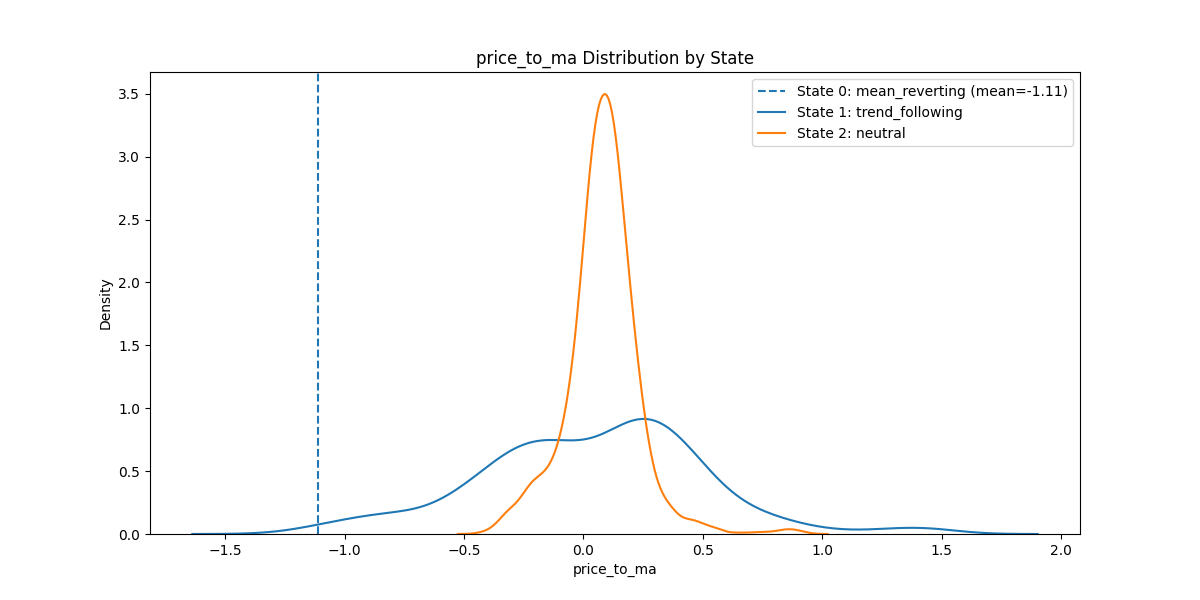 price_to_ma Distribution by State
State 0: mean_reverting (mean=-1.11)
State 1: trend_following
State 2: neutral
Density
3.5
3.0
2.5
2.0
1.5
1.0
0.5
0.0
−1.5 −1.0 −0.5 0.0 0.5 1.0 1.5 2.0
price_to_ma